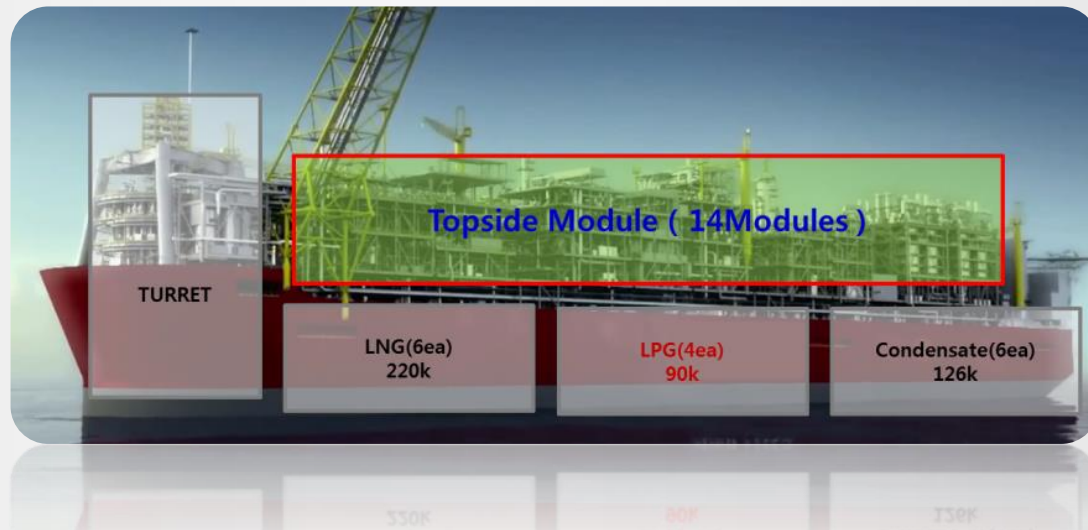 Topside Module ( 14Modules )
TURRET
LNG(6ea)
220k
LPG(4ea)
90k
Condensate(6ea)
126k